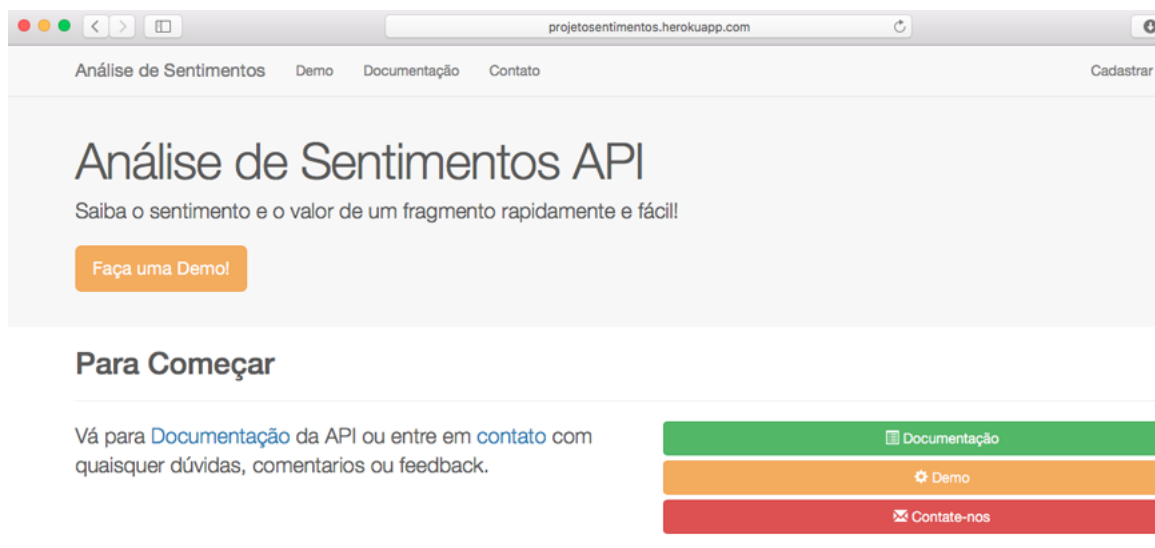 projetosentimentos.herokuapp.com
Análise de Sentimentos Demo Documentação Contato Cadastrar
Análise de Sentimentos API
Saiba o sentimento e o valor de um fragmento rapidamente e fácil!
Faça uma Demo!
Para Começar
Vá para Documentação da API ou entre em contato com
quaisquer dúvidas, comentarios ou feedback.
Documentação
Demo
Contate-nos